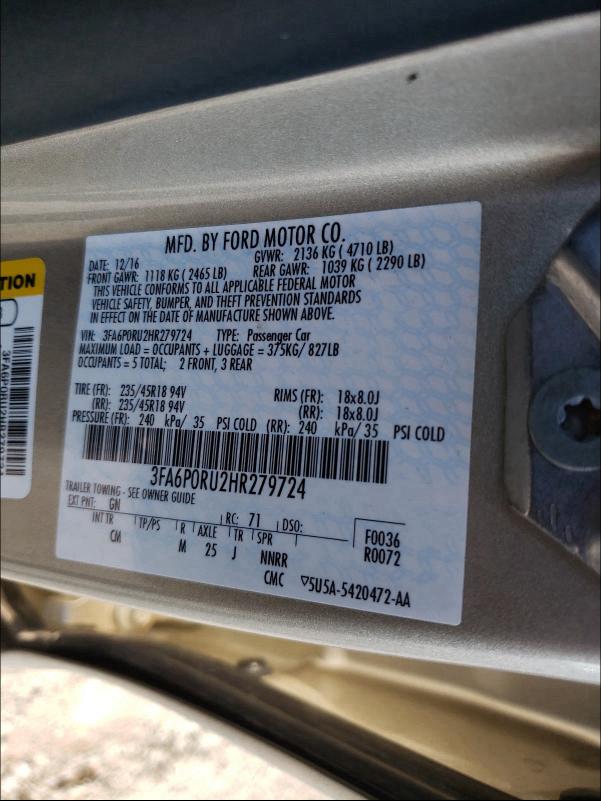 MFD. BY FORD MOTOR CO.
DATE: 12/16 GVWR: 2136 KG ( 4710 LB)
FRONT GAWR: 1118 KG ( 2465 LB) REAR GAWR: 1039 KG ( 2290 LB)
THIS VEHICLE CONFORMS TO ALL APPLICABLE FEDERAL MOTOR
VEHICLE SAFETY, BUMPER, AND THEFT PREVENTION STANDARDS
IN EFFECT ON THE DATE OF MANUFACTURE SHOWN ABOVE.
VIN: 3FA6P0RU2HR279724 TYPE: Passenger Car
MAXIMUM LOAD = OCCUPANTS + LUGGAGE = 375KG/ 827LB
OCCUPANTS = 5 TOTAL; 2 FRONT, 3 REAR
TIRE (FR): 235/45R18 94V RIMS (FR): 18x8.0J
(RR): 235/45R18 94V (RR): 18x8.0J
PRESSURE (FR): 240 kPa/ 35 PSI COLD (RR): 240 kPa/ 35 PSI COLD
3FA6P0RU2HR279724
TRAILER TOWING - SEE OWNER GUIDE
EXT PNT: GN RC: 71 DSO:
INT TR TP/PS R AXLE TR SPR F0036
CM M 25 J NNRR R0072
CMC ▽5U5A-5420472-AA
TION